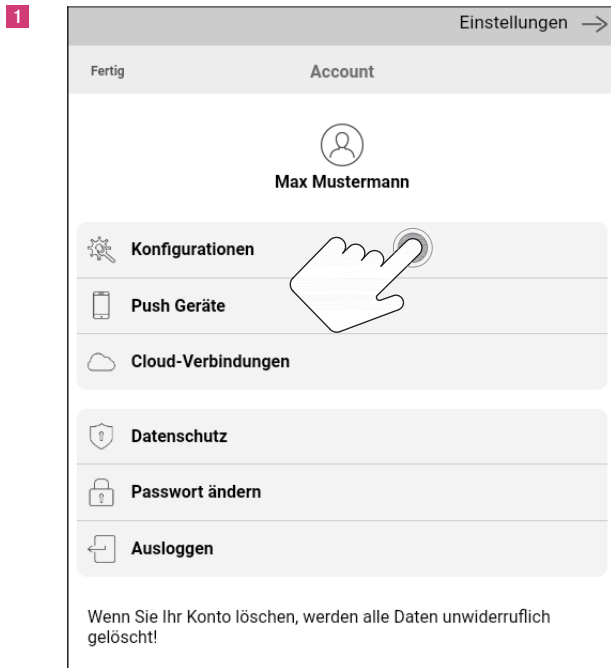 1
Einstellungen
Fertig
Account
Max Mustermann
Konfigurationen
Push Geräte
Cloud-Verbindungen
Datenschutz
Passwort ändern
Ausloggen
Wenn Sie Ihr Konto löschen, werden alle Daten unwiderruflich
gelöscht!